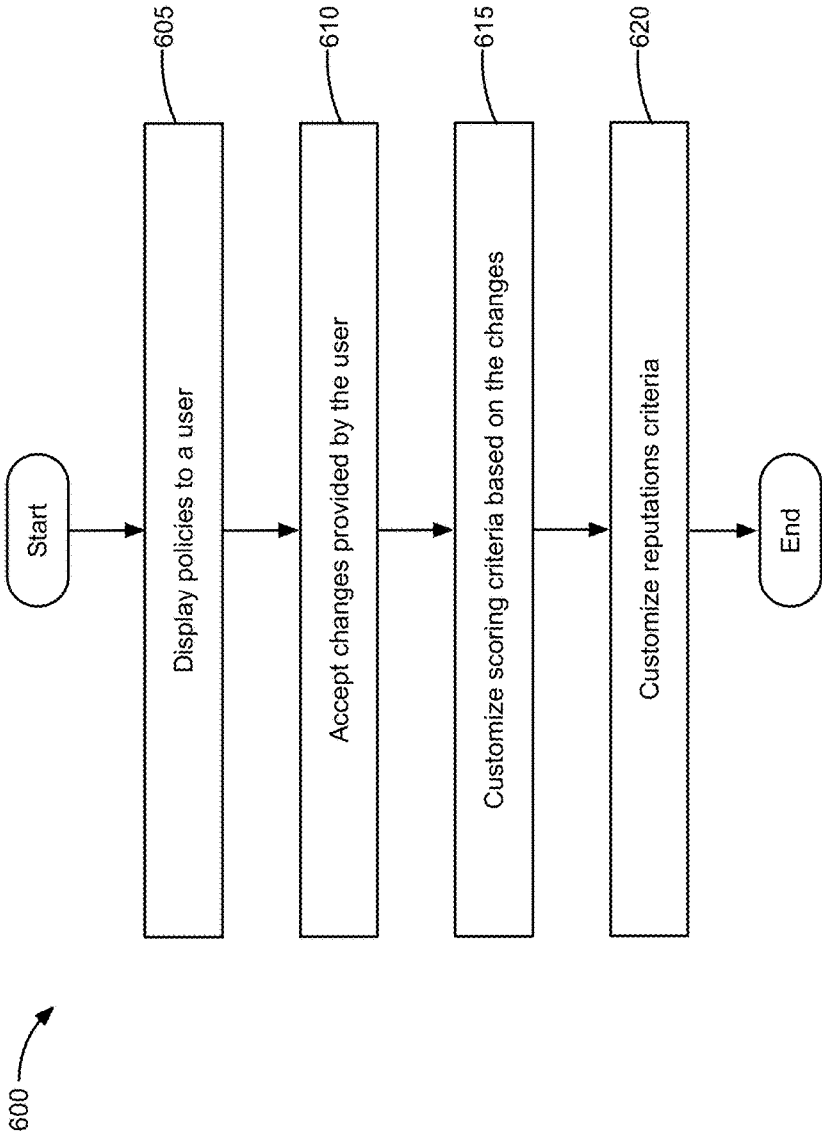 600
Start
Display policies to a user
605
Accept changes provided by the user
610
Customize scoring criteria based on the changes
615
Customize reputations criteria
620
End